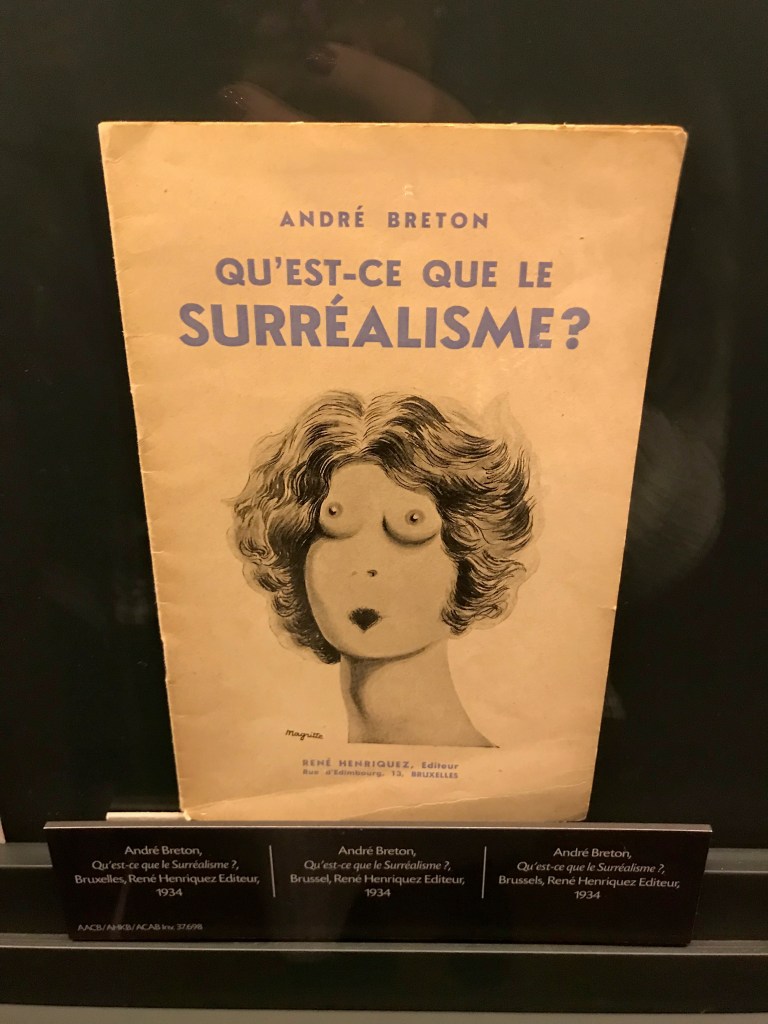 ANDRÉ BRETON
QU'EST-CE QUE LE
SURRÉALISME?
Magritte
RENÉ HENRIQUEZ, Editeur
Rue d'Edimbourg, 13, BRUXELLES
André Breton,
Qu'est-ce que le Surréalisme ?,
Bruxelles, René Henriquez Editeur,
1934
AACB/AHKB/ACAB Inv. 37.698
André Breton,
Qu'est-ce que le Surréalisme ?,
Brussel, René Henriquez Editeur,
1934
André Breton,
Qu'est-ce que le Surréalisme ?,
Brussels, René Henriquez Editeur,
1934